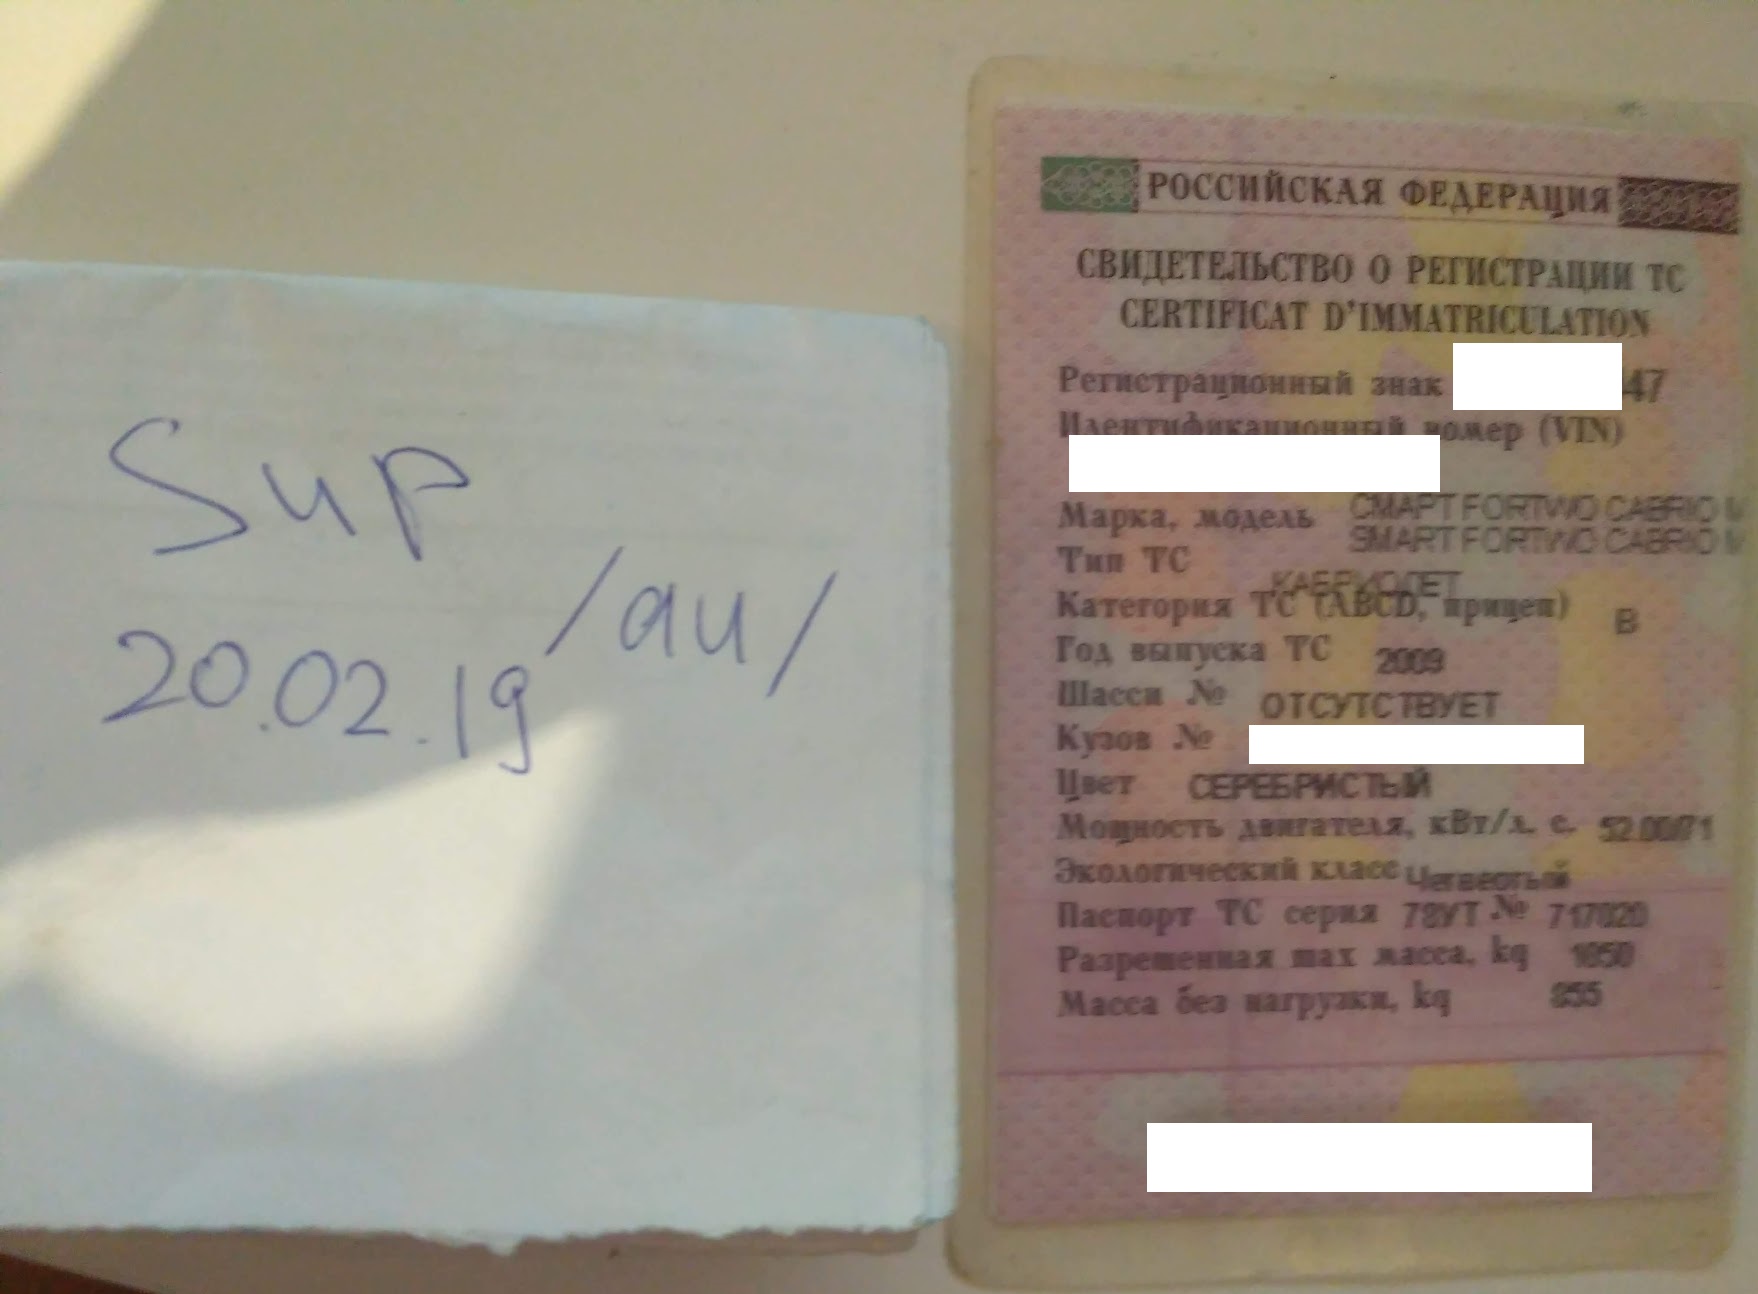 Sup
/au/
20.02.19
РОССИЙСКАЯ ФЕДЕРАЦИЯ
СВИДЕТЕЛЬСТВО О РЕГИСТРАЦИИ ТС
CERTIFICAT D'IMMATRICULATION
Регистрационный знак 47
Идентификационный номер (VIN)
Марка, модель СМАРТ FORTWO CABRIO M
SMART FORTWO CABRIO M
Тип ТС КАБРИОЛЕТ
Категория ТС (ABCD, прицеп) B
Год выпуска ТС 2009
Шасси № ОТСУТСТВУЕТ
Кузов №
Цвет СЕРЕБРИСТЫЙ
Мощность двигателя, кВт/л. с. 52.00/71
Экологический класс Четвертый
Паспорт ТС серия 78УТ № 717020
Разрешенная max масса, kg 1050
Масса без нагрузки, kg 855